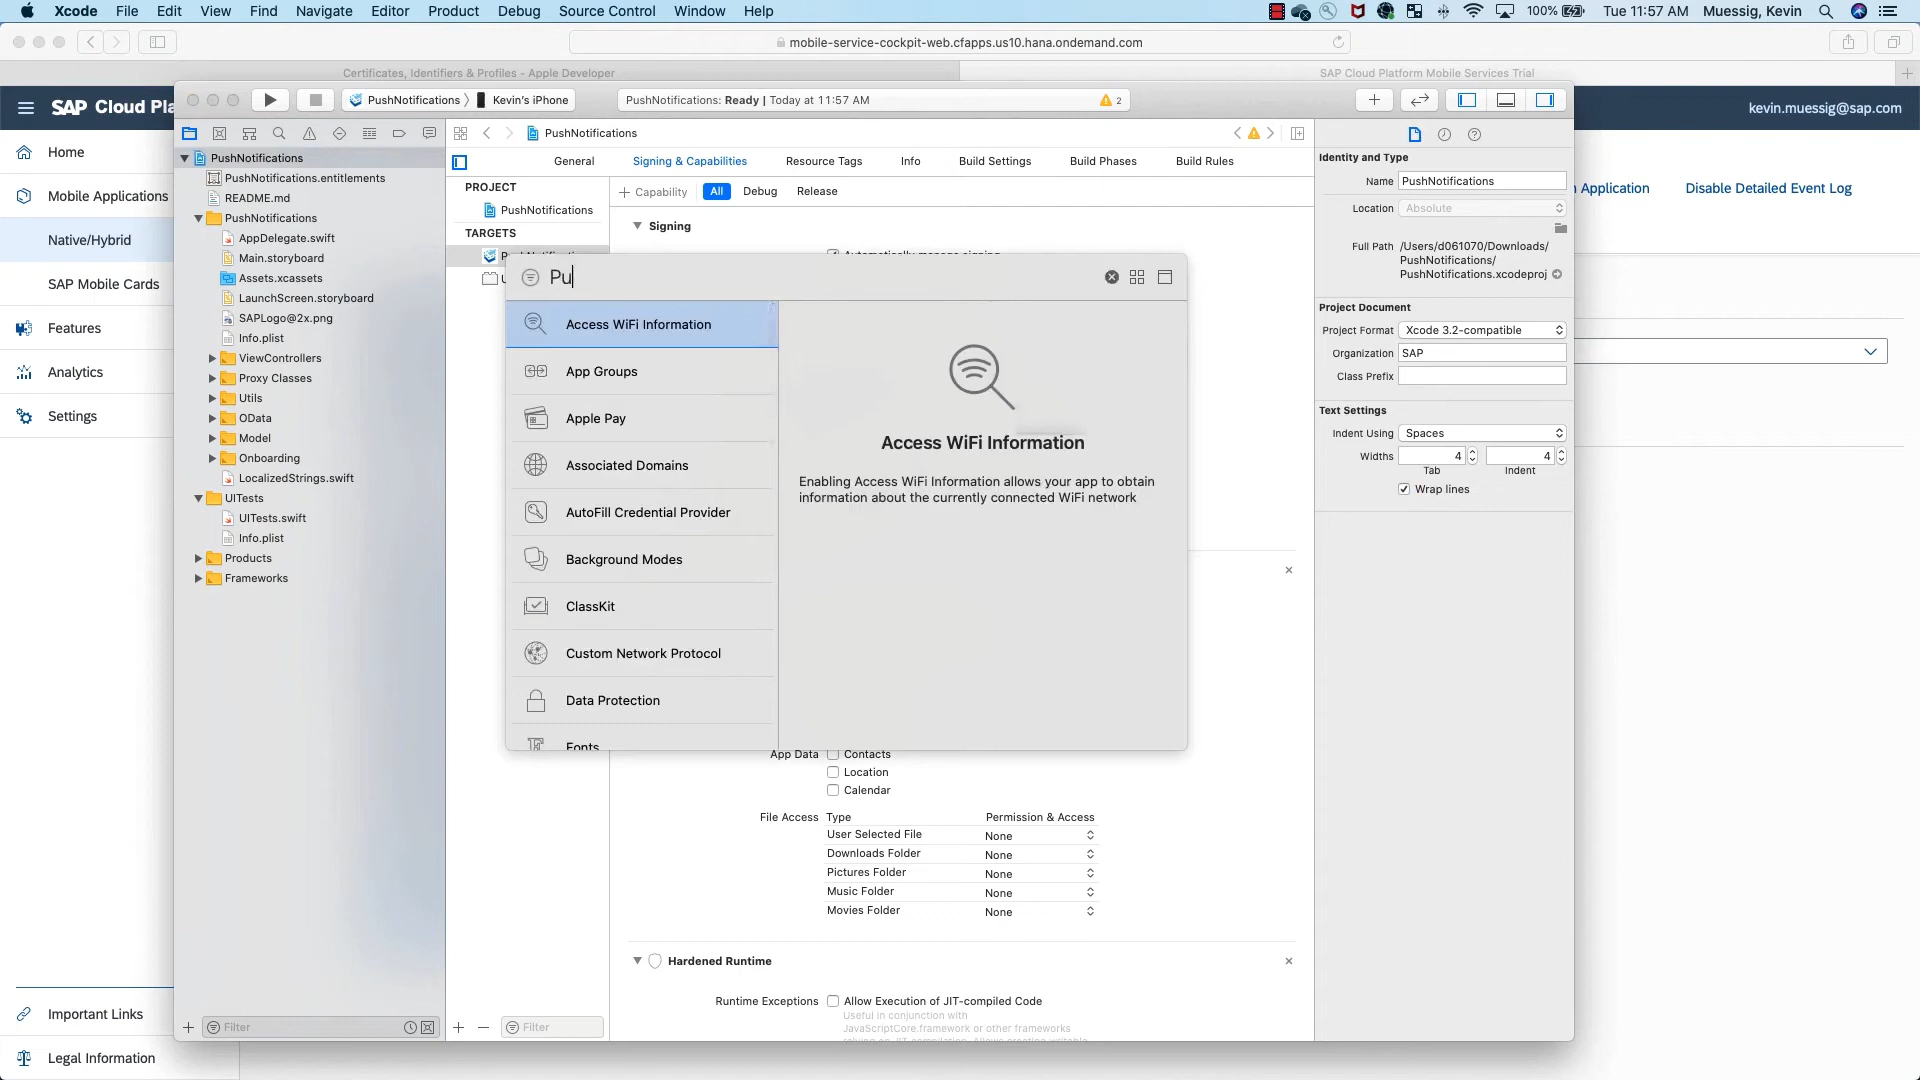 Xcode File Edit View Find Navigate Editor Product Debug Source Control Window Help
100% Tue 11:57 AM Muessig, Kevin
mobile-service-cockpit-web.cfapps.us10.hana.ondemand.com
Certificates, Identifiers & Profiles - Apple Developer
SAP Cloud Platform Mobile Services Trial
SAP Cloud Pla
kevin.muessig@sap.com
Home
Mobile Applications
Native/Hybrid
SAP Mobile Cards
Features
Analytics
Settings
Important Links
Legal Information
n Application
Disable Detailed Event Log
PushNotifications
Kevin's iPhone
PushNotifications: Ready | Today at 11:57 AM
2
PushNotifications
PushNotifications.entitlements
README.md
PushNotifications
AppDelegate.swift
Main.storyboard
Assets.xcassets
LaunchScreen.storyboard
SAPLogo@2x.png
Info.plist
ViewControllers
Proxy Classes
Utils
OData
Model
Onboarding
LocalizedStrings.swift
UITests
UITests.swift
Info.plist
Products
Frameworks
Filter
PushNotifications
General
Signing & Capabilities
Resource Tags
Info
Build Settings
Build Phases
Build Rules
PROJECT
PushNotifications
TARGETS
Filter
Capability
All
Debug
Release
Signing
Automatically manage signing
Pu
Access WiFi Information
App Groups
Apple Pay
Associated Domains
AutoFill Credential Provider
Background Modes
ClassKit
Custom Network Protocol
Data Protection
Fonts
Access WiFi Information
Enabling Access WiFi Information allows your app to obtain
information about the currently connected WiFi network
App Data
Contacts
Location
Calendar
File Access Type Permission & Access
User Selected File None
Downloads Folder None
Pictures Folder None
Music Folder None
Movies Folder None
Hardened Runtime
Runtime Exceptions Allow Execution of JIT-compiled Code
Useful in conjunction with
JavaScriptCore.framework or other frameworks
relying on JIT compilation. Allows creating writable
Identity and Type
Name PushNotifications
Location Absolute
Full Path /Users/d061070/Downloads/
PushNotifications/
PushNotifications.xcodeproj
Project Document
Project Format Xcode 3.2-compatible
Organization SAP
Class Prefix
Text Settings
Indent Using Spaces
Widths 4 4
Tab Indent
Wrap lines